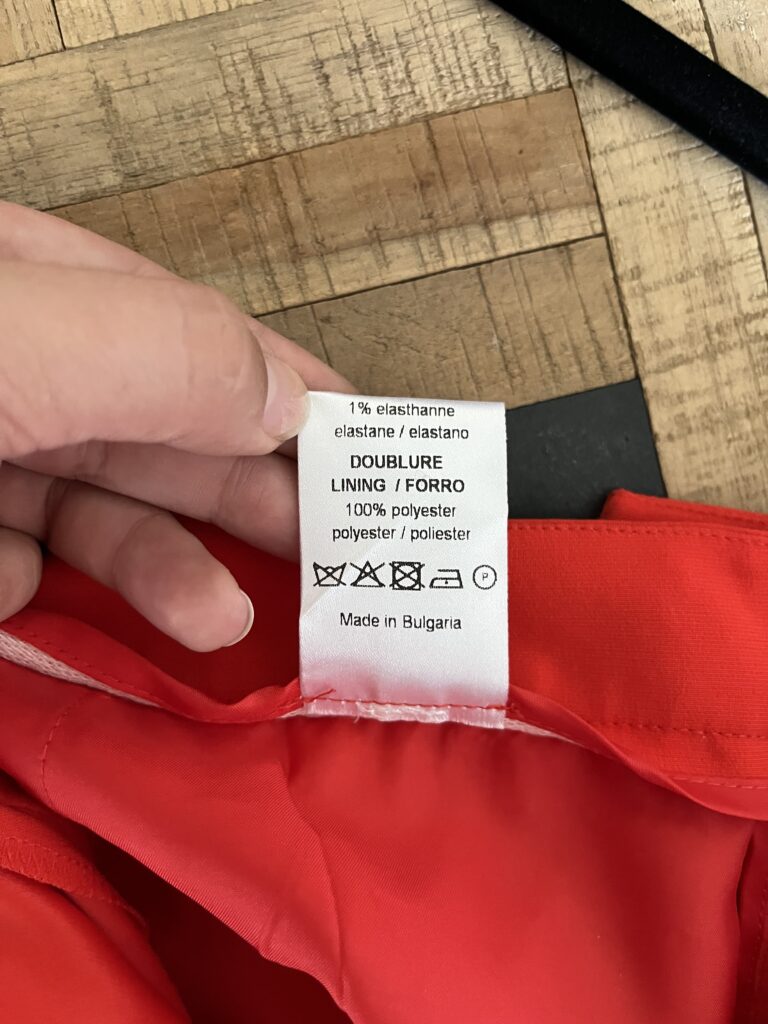 1% elasthanne
elastane / elastano
DOUBLURE
LINING / FORRO
100% polyester
polyester / poliester
P
Made in Bulgaria